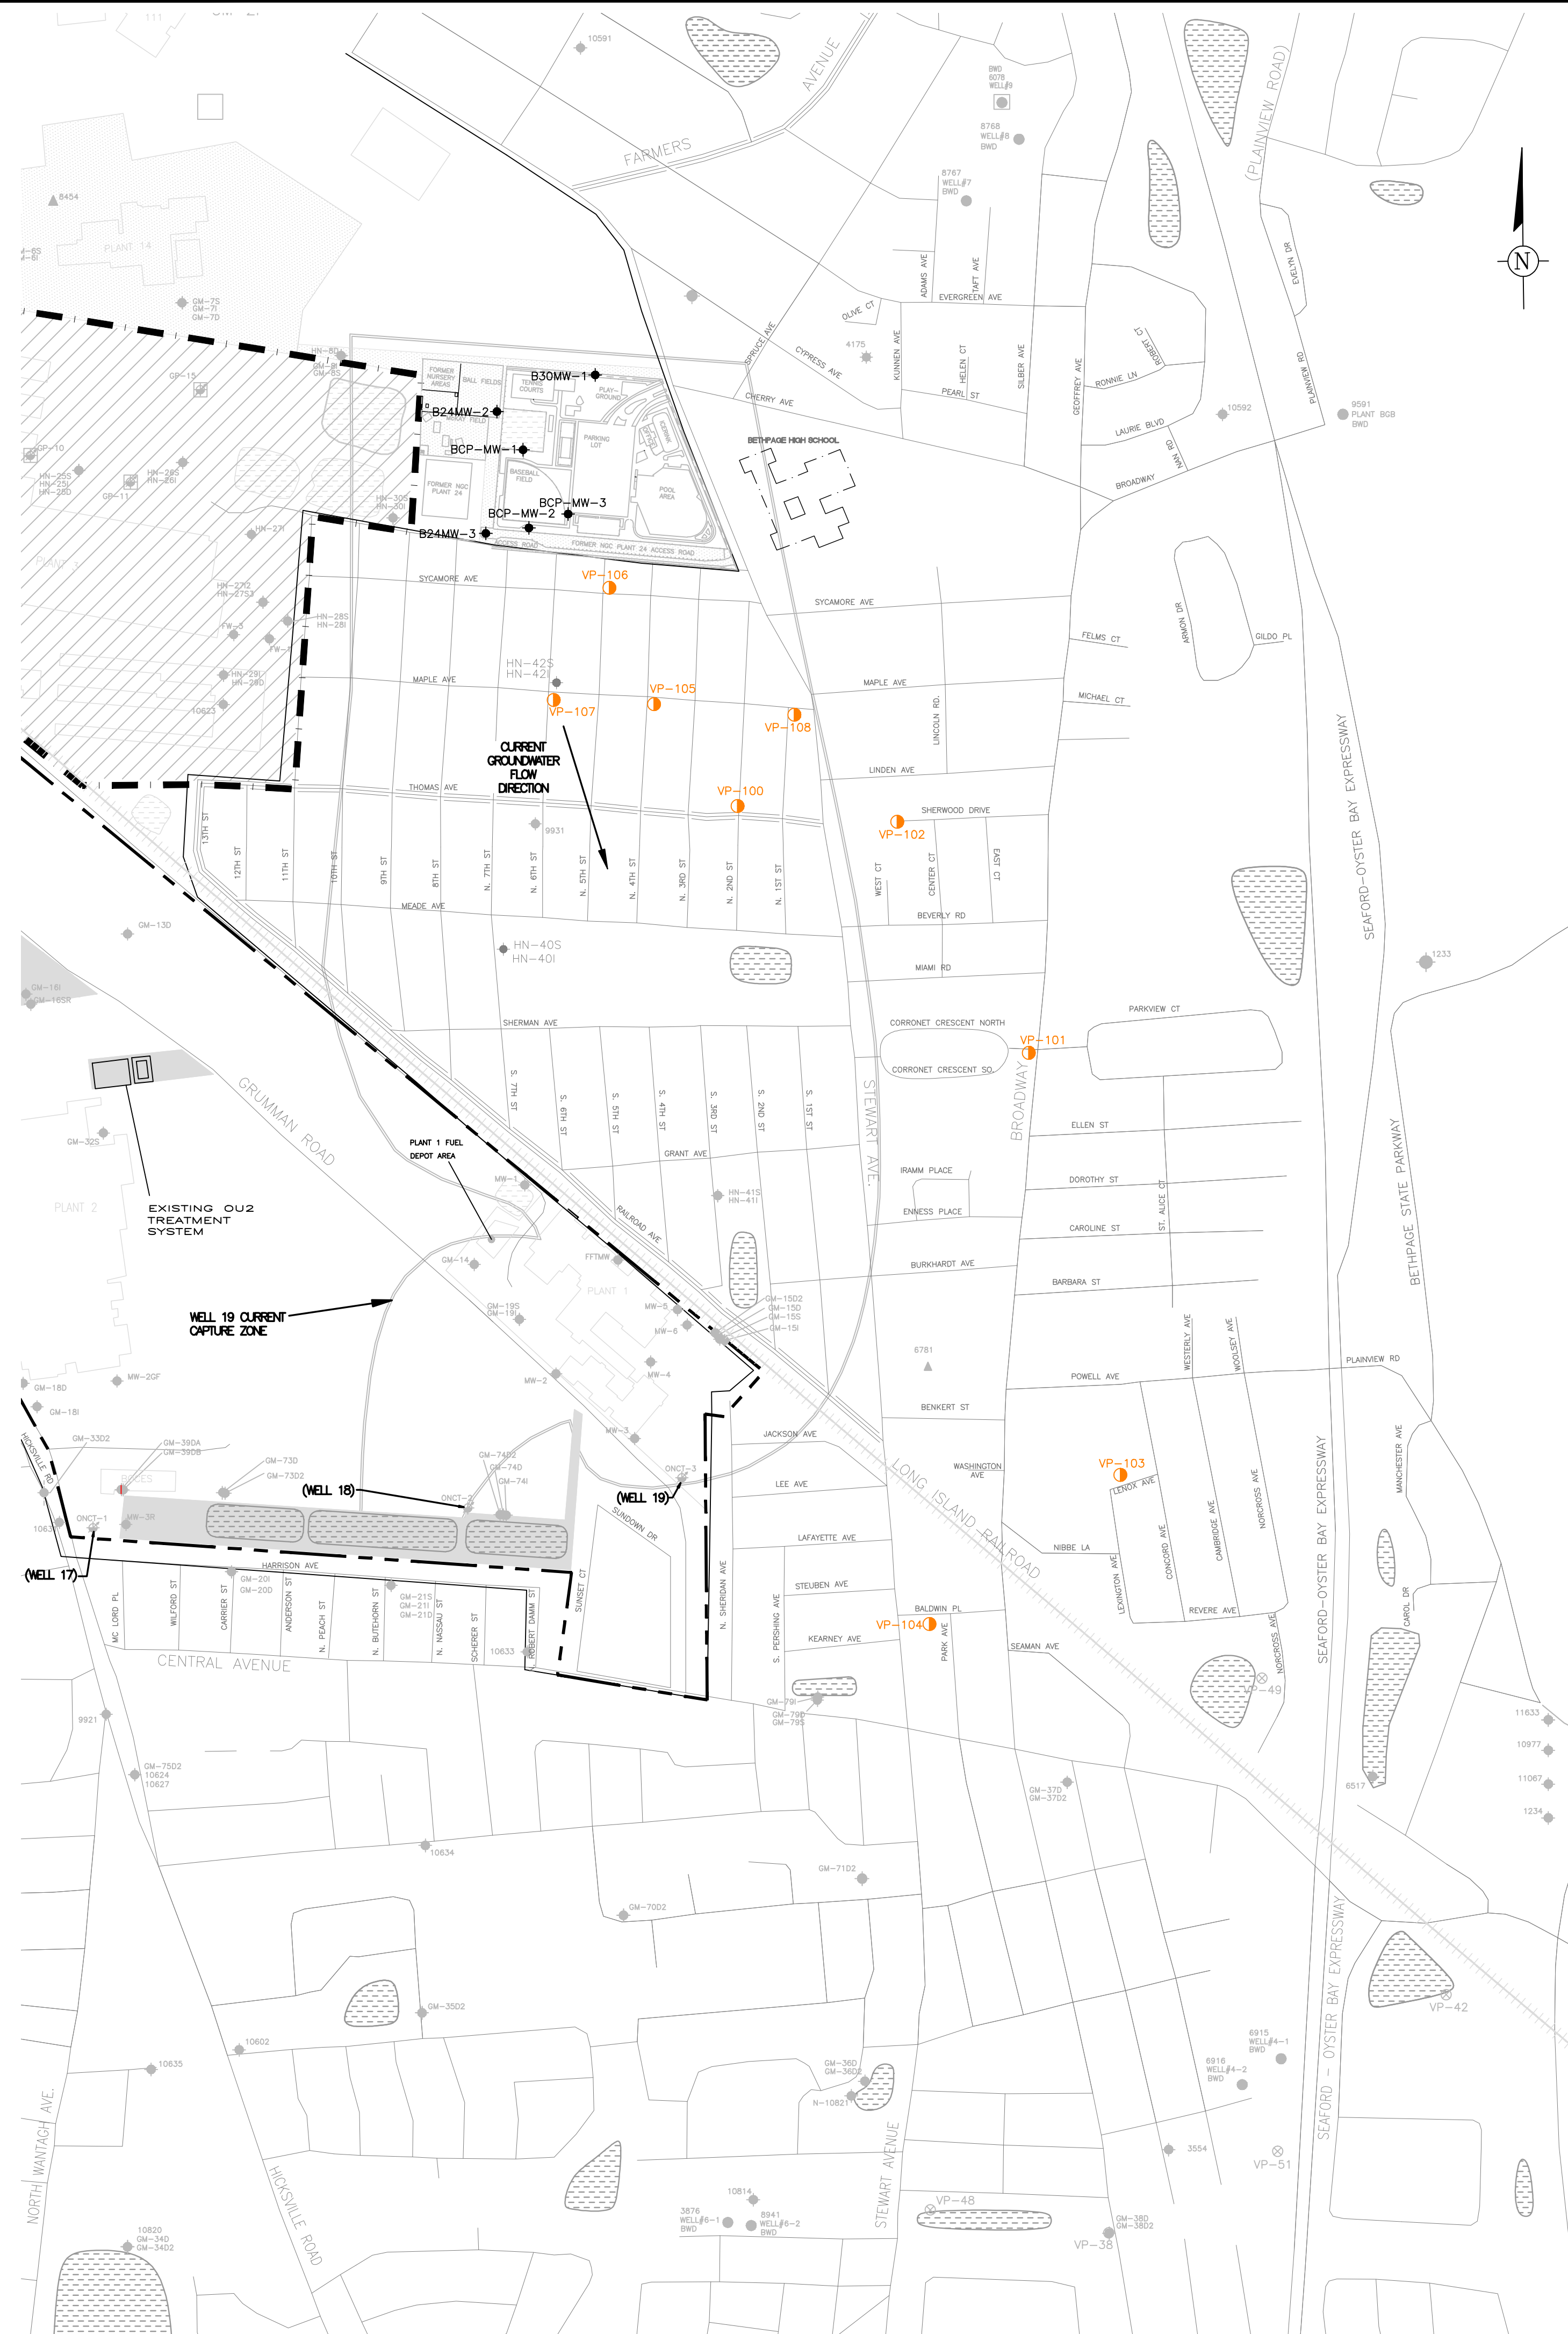 111
10591
AVENUE
FARMERS
BWD
6078
WELL#9
8768
WELL#8
BWD
8767
WELL#7
BWD
(PLAINVIEW ROAD)
8454
PLANT 14
GM-7S
GM-7I
GM-7D
N
EVELYN DR
ADAMS AVE
TAFT AVE
EVERGREEN AVE
OLIVE CT
SPRUCE AVE
CYPRESS AVE
4175
KUNNEN AVE
HELEN CT
PEARL ST
SILBER AVE
GEOFFREY AVE
ROBERT CT
RONNIE LN
LAURIE BLVD
NAN RD
PLAINVIEW RD
10592
9591
PLANT BGB
BWD
CHERRY AVE
BROADWAY
HN-8D
GM-8I
GM-8S
GP-15
GP-10
HN-25S
HN-25I
HN-25D
GP-11
HN-26S
HN-26I
HN-27I
HN-30S
HN-30I
FORMER
NURSERY
AREAS
BALL FIELDS
TENNIS
COURTS
B30MW-1
PLAY-
GROUND
B24MW-2
MCKAY FIELD
BCP-MW-1
PARKING
LOT
BASEBALL
FIELD
FORMER NGC
PLANT 24
POOL
AREA
BCP-MW-3
BCP-MW-2
B24MW-3
ACCESS ROAD
FORMER NGC PLANT 24 ACCESS ROAD
BETHPAGE HIGH SCHOOL
SYCAMORE AVE
VP-106
SYCAMORE AVE
PLANT 3
HN-27I2
HN-27S3
FW-3
HN-28S
HN-28I
HN-29I
HN-29D
10623
MAPLE AVE
HN-42S
HN-42I
VP-107
VP-105
VP-108
MAPLE AVE
LINCOLN RD.
FELMS CT
MICHAEL CT
ARMON DR
GILDO PL
CURRENT
GROUNDWATER
FLOW
DIRECTION
LINDEN AVE
THOMAS AVE
VP-100
9931
SHERWOOD DRIVE
VP-102
13TH ST
12TH ST
11TH ST
10TH ST
9TH ST
8TH ST
N. 7TH ST
N. 6TH ST
N. 5TH ST
N. 4TH ST
N. 3RD ST
N. 2ND ST
N. 1ST ST
WEST CT
CENTER CT
EAST CT
MEADE AVE
BEVERLY RD
MIAMI RD
SEAFORD-OYSTER BAY EXPRESSWAY
GM-13D
HN-40S
HN-40I
1233
GM-16I
GM-16SR
SHERMAN AVE
CORRONET CRESCENT NORTH
CORRONET CRESCENT SO.
VP-101
PARKVIEW CT
GRUMMAN ROAD
GM-32S
PLANT 2
EXISTING OU2
TREATMENT
SYSTEM
S. 7TH ST
S. 6TH ST
S. 5TH ST
S. 4TH ST
S. 3RD ST
S. 2ND ST
S. 1ST ST
STEWART AVE.
BROADWAY
ELLEN ST
GRANT AVE
PLANT 1 FUEL
DEPOT AREA
MW-1
HN-41S
HN-41I
IRAMM PLACE
ENNESS PLACE
DOROTHY ST
ST. ALICE CT
CAROLINE ST
BETHPAGE STATE PARKWAY
RAILROAD AVE
FFTMW
GM-14
PLANT 1
BURKHARDT AVE
BARBARA ST
WELL 19 CURRENT
CAPTURE ZONE
GM-19S
GM-19I
MW-5
MW-6
GM-15D2
GM-15D
GM-15S
GM-15I
WESTERLY AVE
WOOLSEY AVE
6781
PLAINVIEW RD
POWELL AVE
MW-2GF
GM-18D
GM-18I
MW-2
MW-4
MW-3
BENKERT ST
JACKSON AVE
HICKSVILLE RD
GM-33D2
GM-39DA
GM-39DB
BOCES
GM-73D
GM-73D2
GM-74D2
GM-74D
GM-74I
ONCT-3
ONCT-2
(WELL 18)
(WELL 19)
LEE AVE
WASHINGTON
AVE
LONG ISLAND RAILROAD
VP-103
LENOX AVE
MANCHESTER AVE
NORCROSS AVE
CAMBRIDGE AVE
CONCORD AVE
LEXINGTON AVE
ONCT-1
MW-3R
(WELL 17)
SUNDOWN DR
LAFAYETTE AVE
NIBBE LA
HARRISON AVE
GM-20I
GM-20D
GM-21S
GM-21I
GM-21D
STEUBEN AVE
BALDWIN PL
VP-104
KEARNEY AVE
PARK AVE
SEAMAN AVE
REVERE AVE
NORCROSS AVE
CAROL DR
SEAFORD-OYSTER BAY EXPRESSWAY
MC LORD PL
WILFORD ST
CARRIER ST
ANDERSON ST
N. PEACH ST
N. BUTEHORN ST
N. NASSAU ST
SCHERER ST
ROBERT DAMM ST
SUNSET CT
N. SHERIDAN AVE
S. PERSHING AVE
10633
CENTRAL AVENUE
VP-49
GM-79I
GM-79D
GM-79S
9921
11633
10977
11067
1234
6517
GM-75D2
10624
10627
GM-37D
GM-37D2
10634
GM-71D2
GM-70D2
GM-35D2
VP-42
10602
10635
6915
WELL#4-1
BWD
6916
WELL#4-2
BWD
GM-36D
GM-36D2
N-10821
SEAFORD - OYSTER BAY EXPRESSWAY
NORTH WANTAGH AVE.
HICKSVILLE ROAD
STEWART AVENUE
3554
VP-51
10814
3876
WELL#6-1
BWD
8941
WELL#6-2
BWD
VP-48
GM-38D
GM-38D2
VP-38
10820
GM-34D
GM-34D2